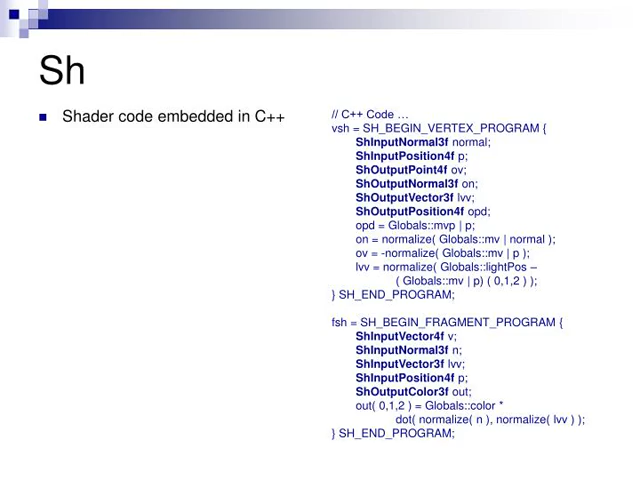 Sh
Shader code embedded in C++
// C++ Code …
vsh = SH_BEGIN_VERTEX_PROGRAM {
ShInputNormal3f normal;
ShInputPosition4f p;
ShOutputPoint4f ov;
ShOutputNormal3f on;
ShOutputVector3f lvv;
ShOutputPosition4f opd;
opd = Globals::mvp | p;
on = normalize( Globals::mv | normal );
ov = -normalize( Globals::mv | p );
lvv = normalize( Globals::lightPos –
( Globals::mv | p) ( 0,1,2 ) );
} SH_END_PROGRAM;
fsh = SH_BEGIN_FRAGMENT_PROGRAM {
ShInputVector4f v;
ShInputNormal3f n;
ShInputVector3f lvv;
ShInputPosition4f p;
ShOutputColor3f out;
out( 0,1,2 ) = Globals::color *
dot( normalize( n ), normalize( lvv ) );
} SH_END_PROGRAM;